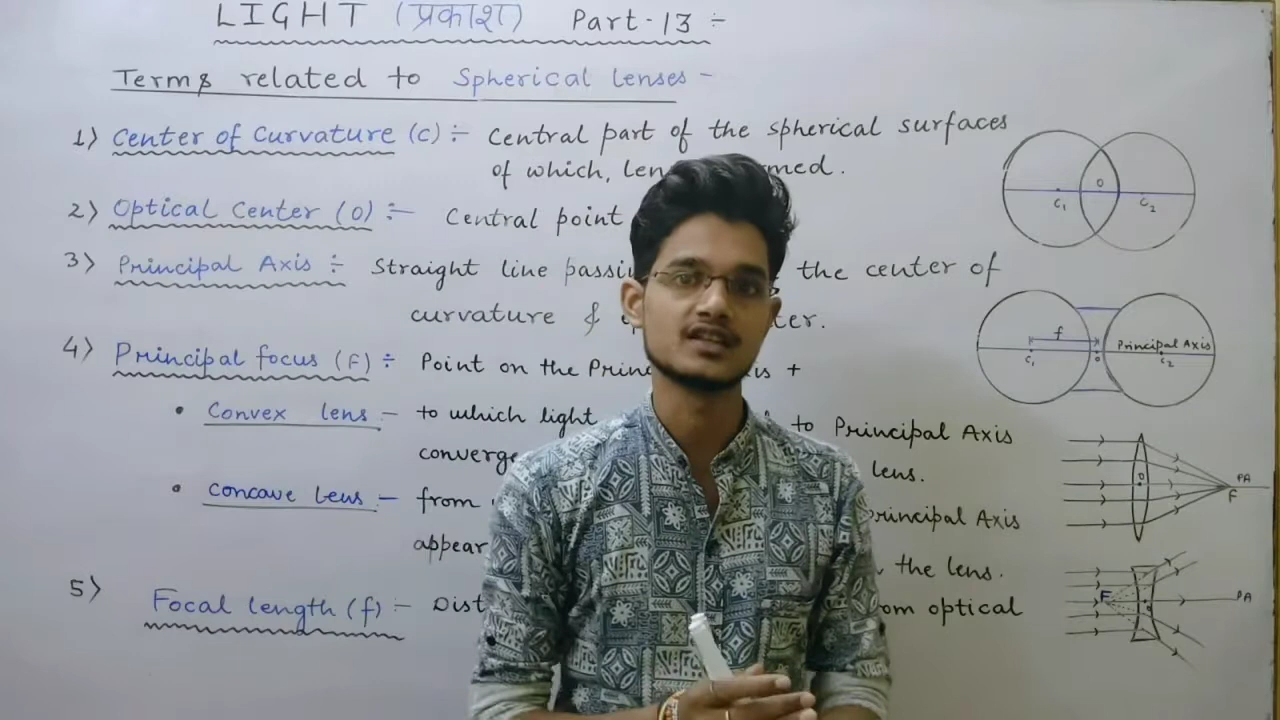 LIGHT (प्रकाश) Part-13 ÷
Terms related to Spherical lenses -
1) Center of Curvature (C) ÷ Central part of the spherical surfaces
of which, len med.
2) Optical Center (O) :- Central point
3) Principal Axis ÷ Straight line passi the center of
curvature & ter.
4) Principal focus (F) ÷ Point on the Prin is +
• Convex lens - to which light to Principal Axis
converge lens.
• Concave lens - from Principal Axis
appear the lens.
5) Focal length (f) :- Dist om optical
O
C1 C2
f
Principal Axis
C1 O C2
O
PA
F
F
PA